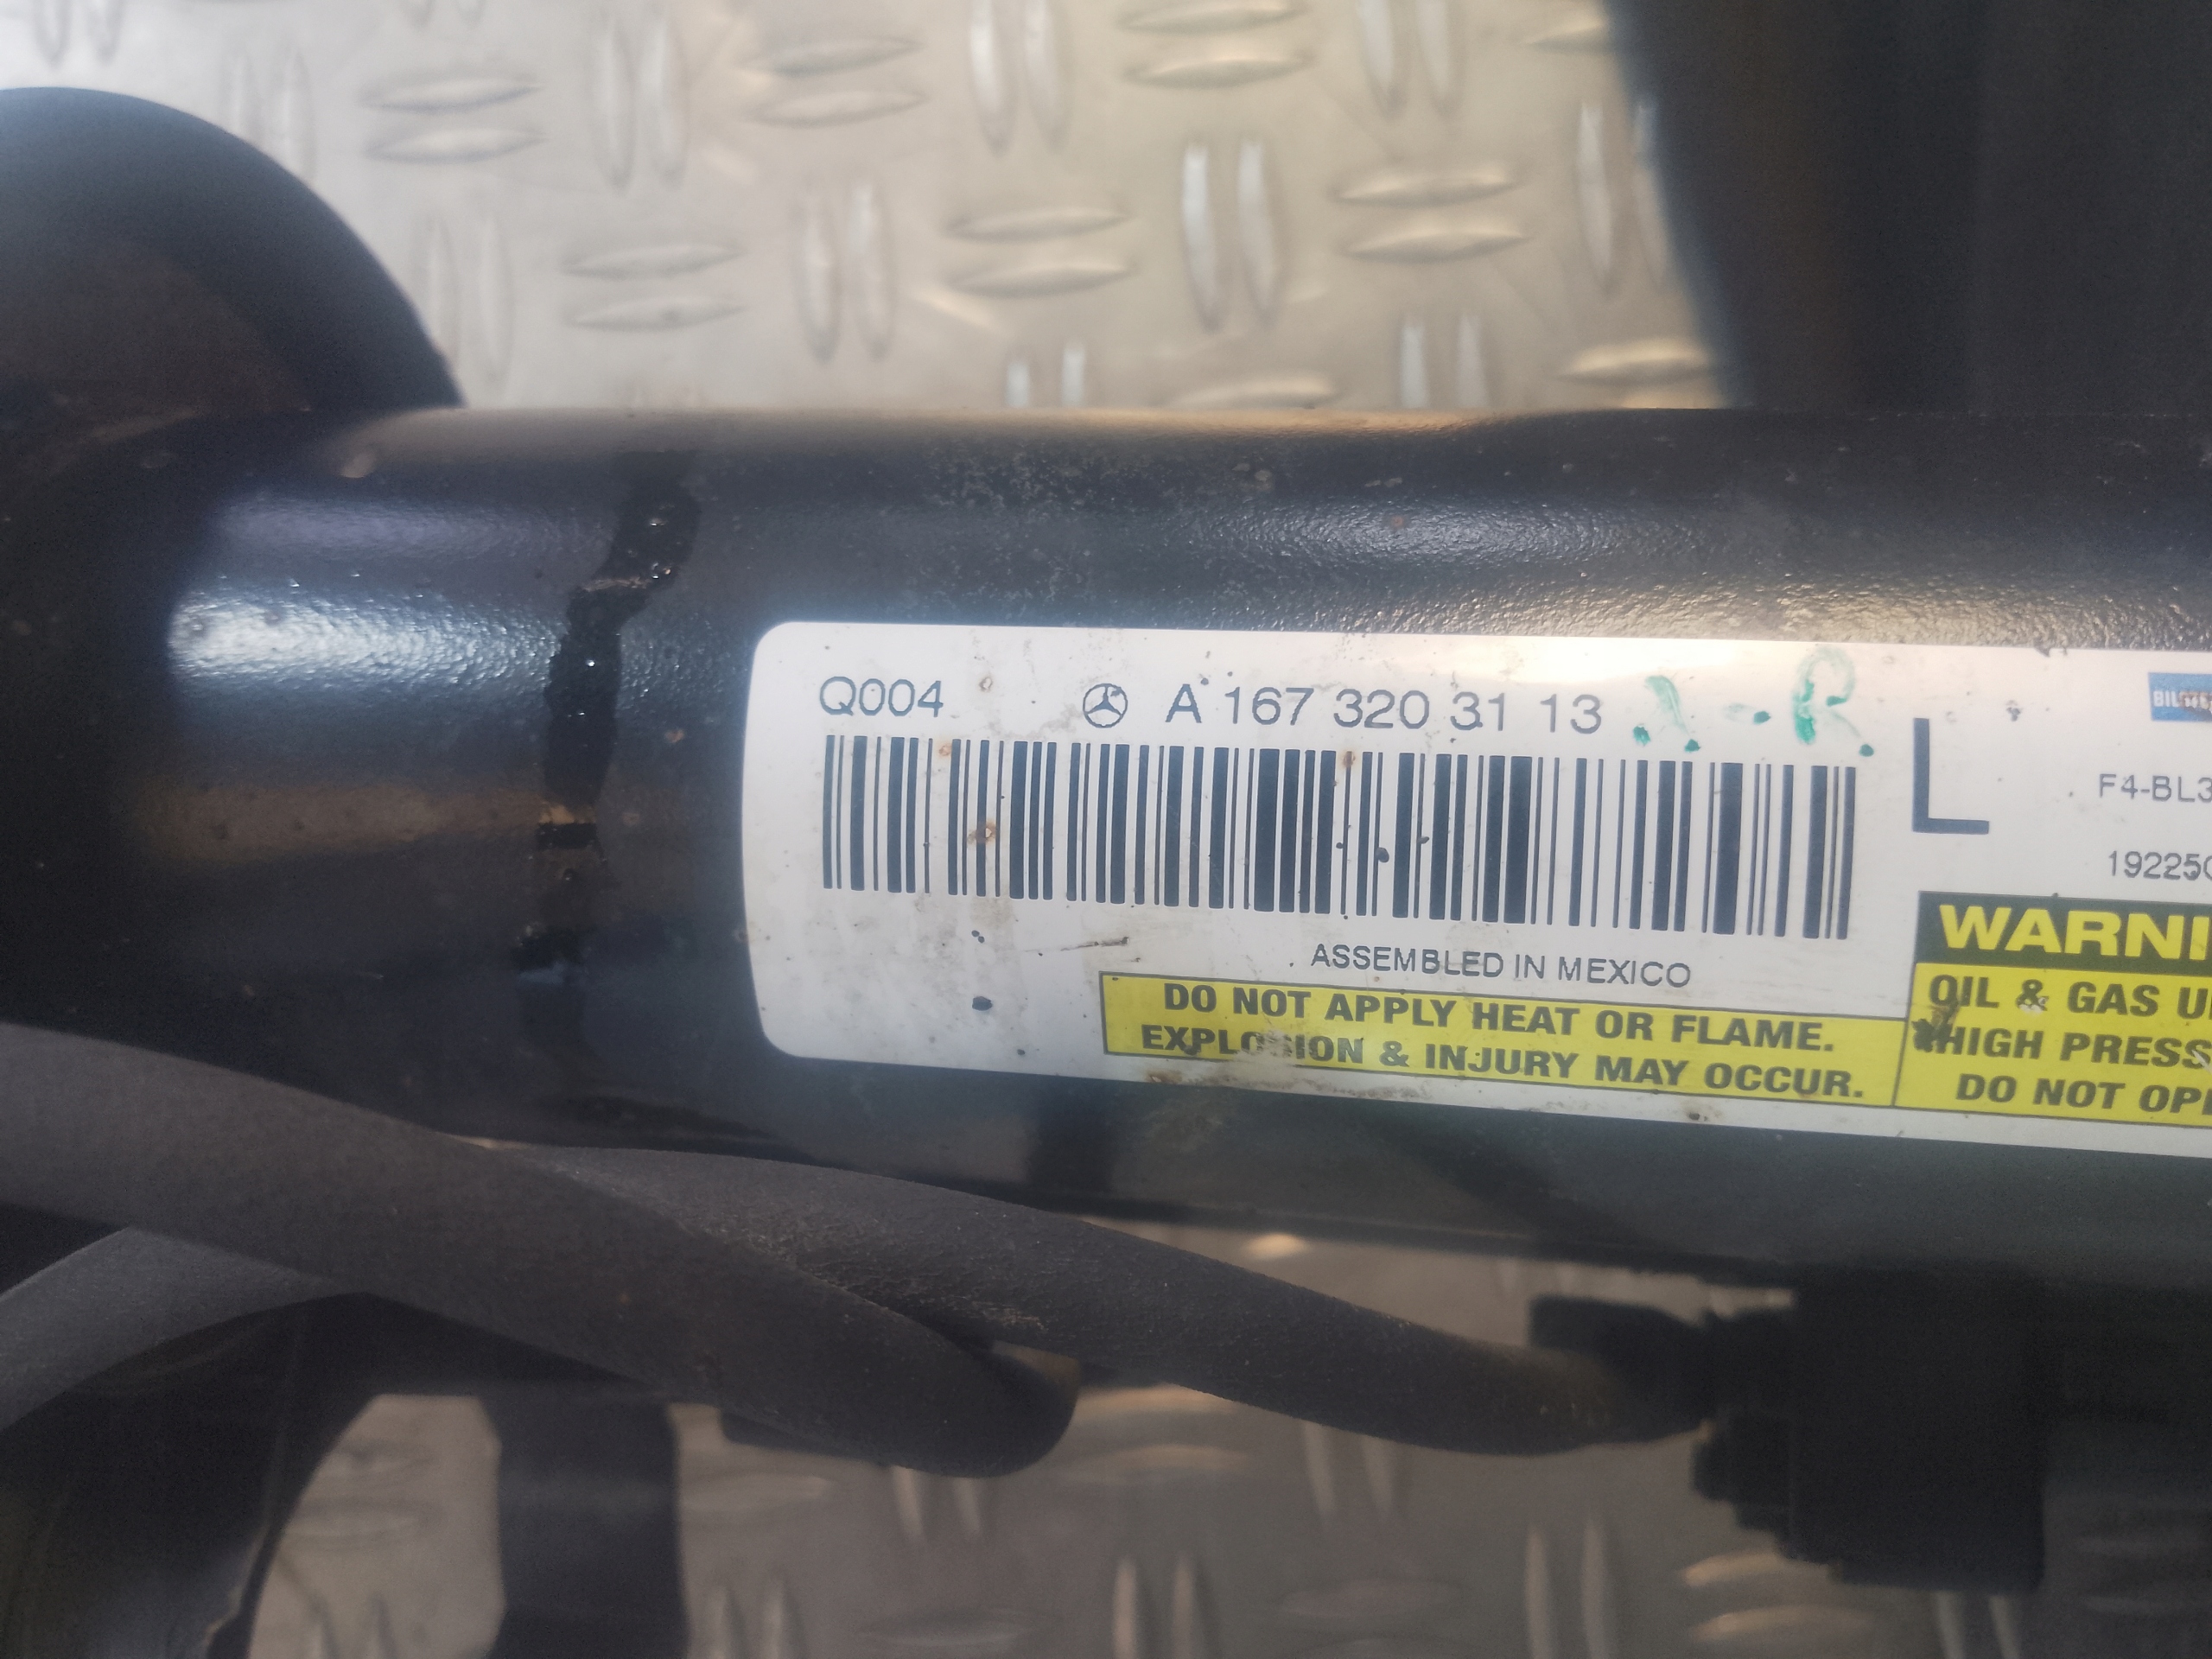 Q004 A 167 320 31 13
L
F4-BL3
19225
ASSEMBLED IN MEXICO
DO NOT APPLY HEAT OR FLAME.
EXPLOSION & INJURY MAY OCCUR.
WARNI
OIL & GAS U
HIGH PRESS
DO NOT OP